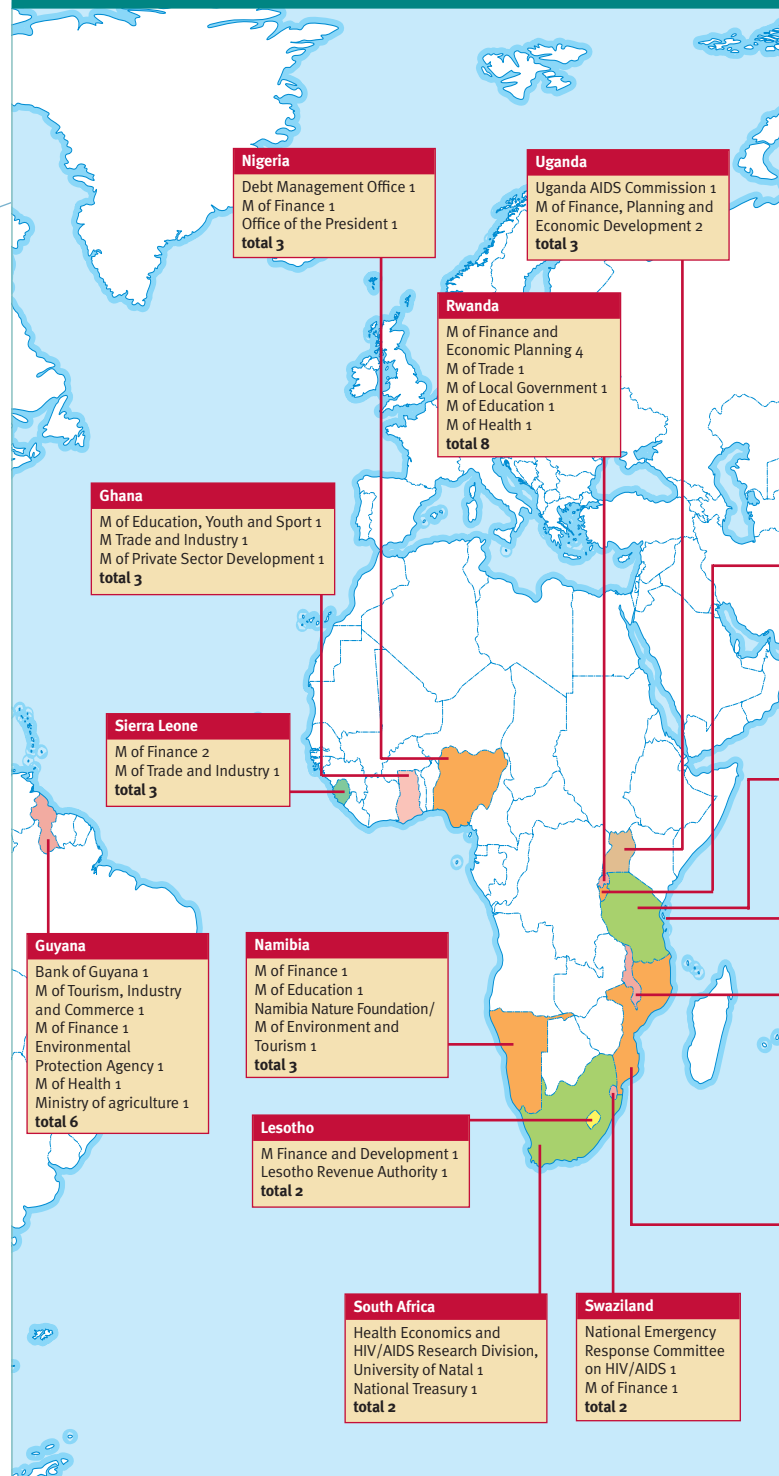 Nigeria
Debt Management Office 1
M of Finance 1
Office of the President 1
total 3
Uganda
Uganda AIDS Commission 1
M of Finance, Planning and
Economic Development 2
total 3
Rwanda
M of Finance and
Economic Planning 4
M of Trade 1
M of Local Government 1
M of Education 1
M of Health 1
total 8
Ghana
M of Education, Youth and Sport 1
M Trade and Industry 1
M of Private Sector Development 1
total 3
Sierra Leone
M of Finance 2
M of Trade and Industry 1
total 3
Guyana
Bank of Guyana 1
M of Tourism, Industry
and Commerce 1
M of Finance 1
Environmental
Protection Agency 1
M of Health 1
Ministry of agriculture 1
total 6
Namibia
M of Finance 1
M of Education 1
Namibia Nature Foundation/
M of Environment and
Tourism 1
total 3
Lesotho
M Finance and Development 1
Lesotho Revenue Authority 1
total 2
South Africa
Health Economics and
HIV/AIDS Research Division,
University of Natal 1
National Treasury 1
total 2
Swaziland
National Emergency
Response Committee
on HIV/AIDS 1
M of Finance 1
total 2